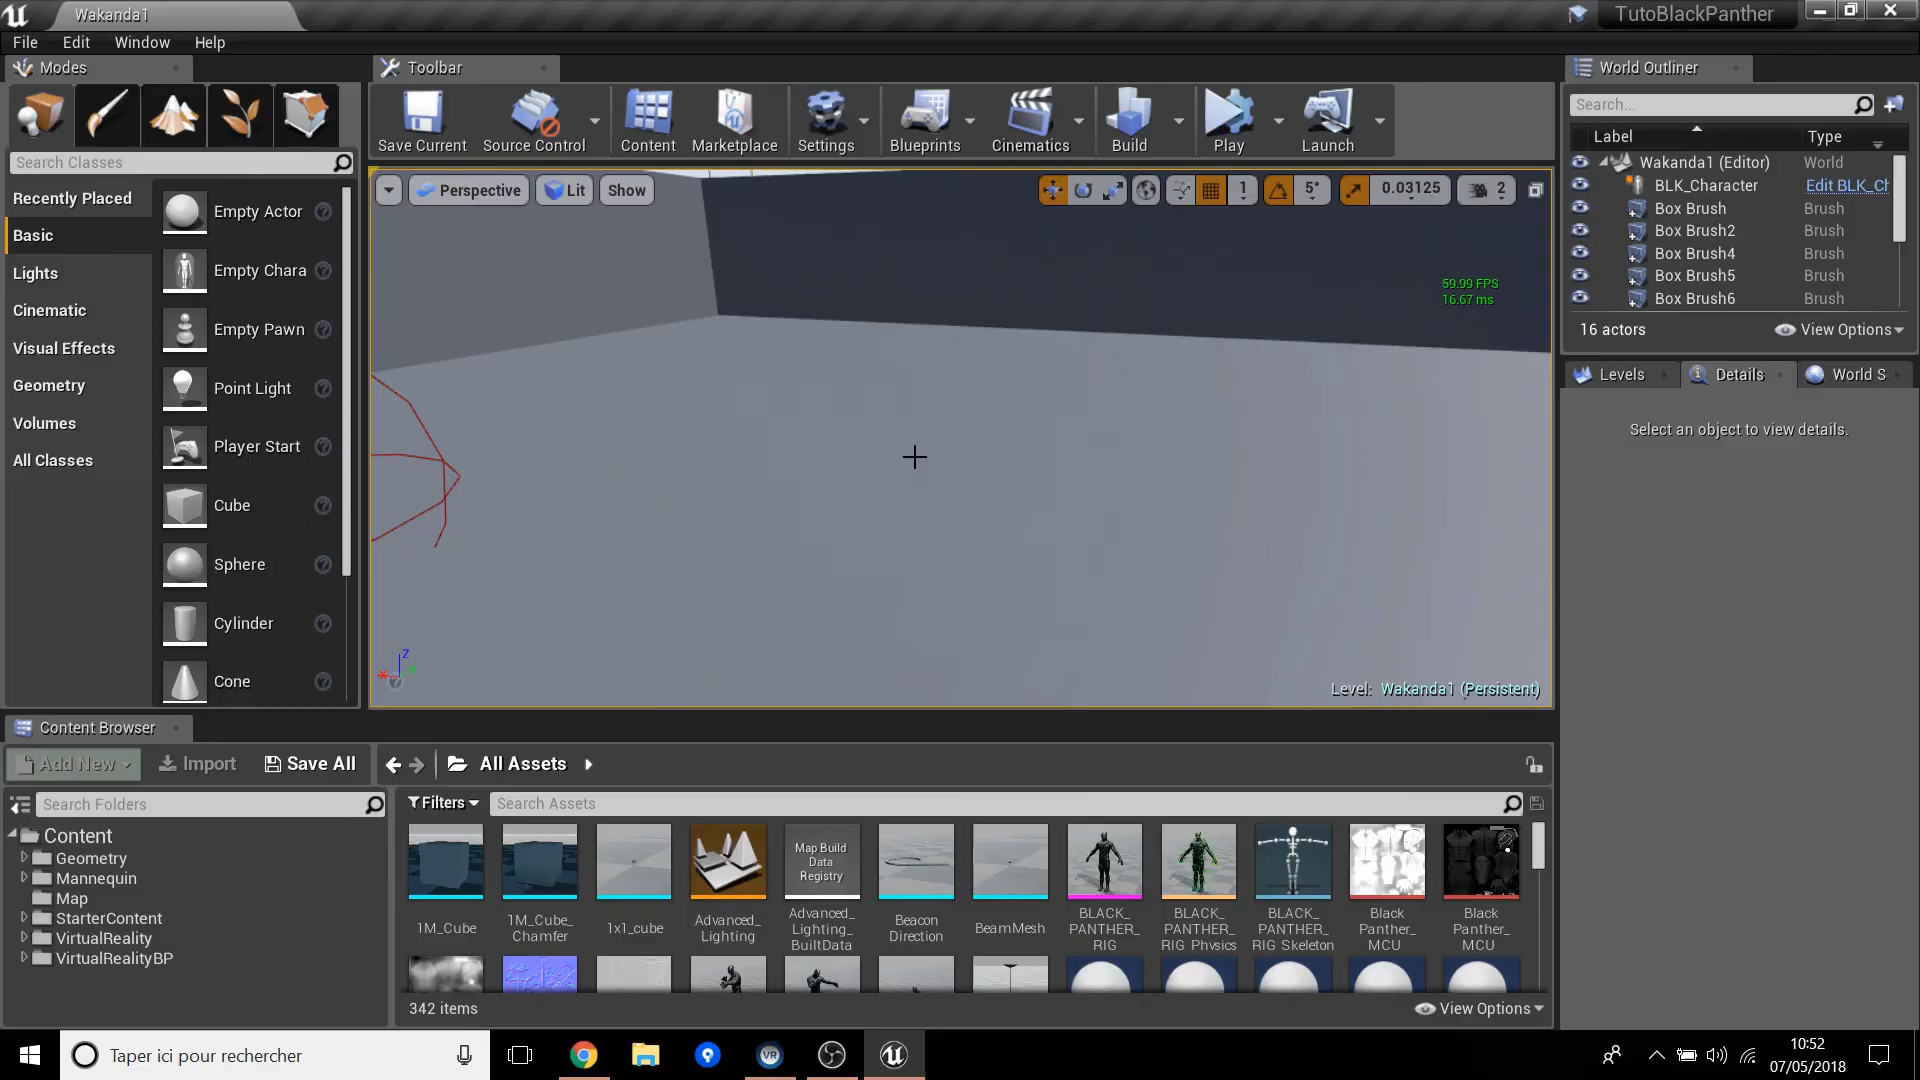 Wakanda1
TutoBlackPanther
File Edit Window Help
Modes
Toolbar
World Outliner
Save Current
Source Control
Content
Marketplace
Settings
Blueprints
Cinematics
Build
Play
Launch
Search Classes
Recently Placed
Basic
Lights
Cinematic
Visual Effects
Geometry
Volumes
All Classes
Empty Actor
Empty Chara
Empty Pawn
Point Light
Player Start
Cube
Sphere
Cylinder
Cone
Perspective
Lit
Show
1
5°
0.03125
2
59.99 FPS
16.67 ms
Z
Level: Wakanda1 (Persistent)
Search...
Label Type
Wakanda1 (Editor) World
BLK_Character Edit BLK_Ch
Box Brush Brush
Box Brush2 Brush
Box Brush4 Brush
Box Brush5 Brush
Box Brush6 Brush
16 actors
View Options
Levels
Details
World S
Select an object to view details.
Content Browser
Add New
Import
Save All
All Assets
Search Folders
Content
Geometry
Mannequin
Map
StarterContent
VirtualReality
VirtualRealityBP
Filters
Search Assets
Map Build
Data
Registry
1M_Cube
1M_Cube_
Chamfer
1x1_cube
Advanced_
Lighting
Advanced_
Lighting_
BuiltData
Beacon
Direction
BeamMesh
BLACK_
PANTHER_
RIG
BLACK_
PANTHER_
RIG Physics
BLACK_
PANTHER_
RIG Skeleton
Black
Panther_
MCU
Black
Panther_
MCU
342 items
View Options
Taper ici pour rechercher
VR
10:52
07/05/2018